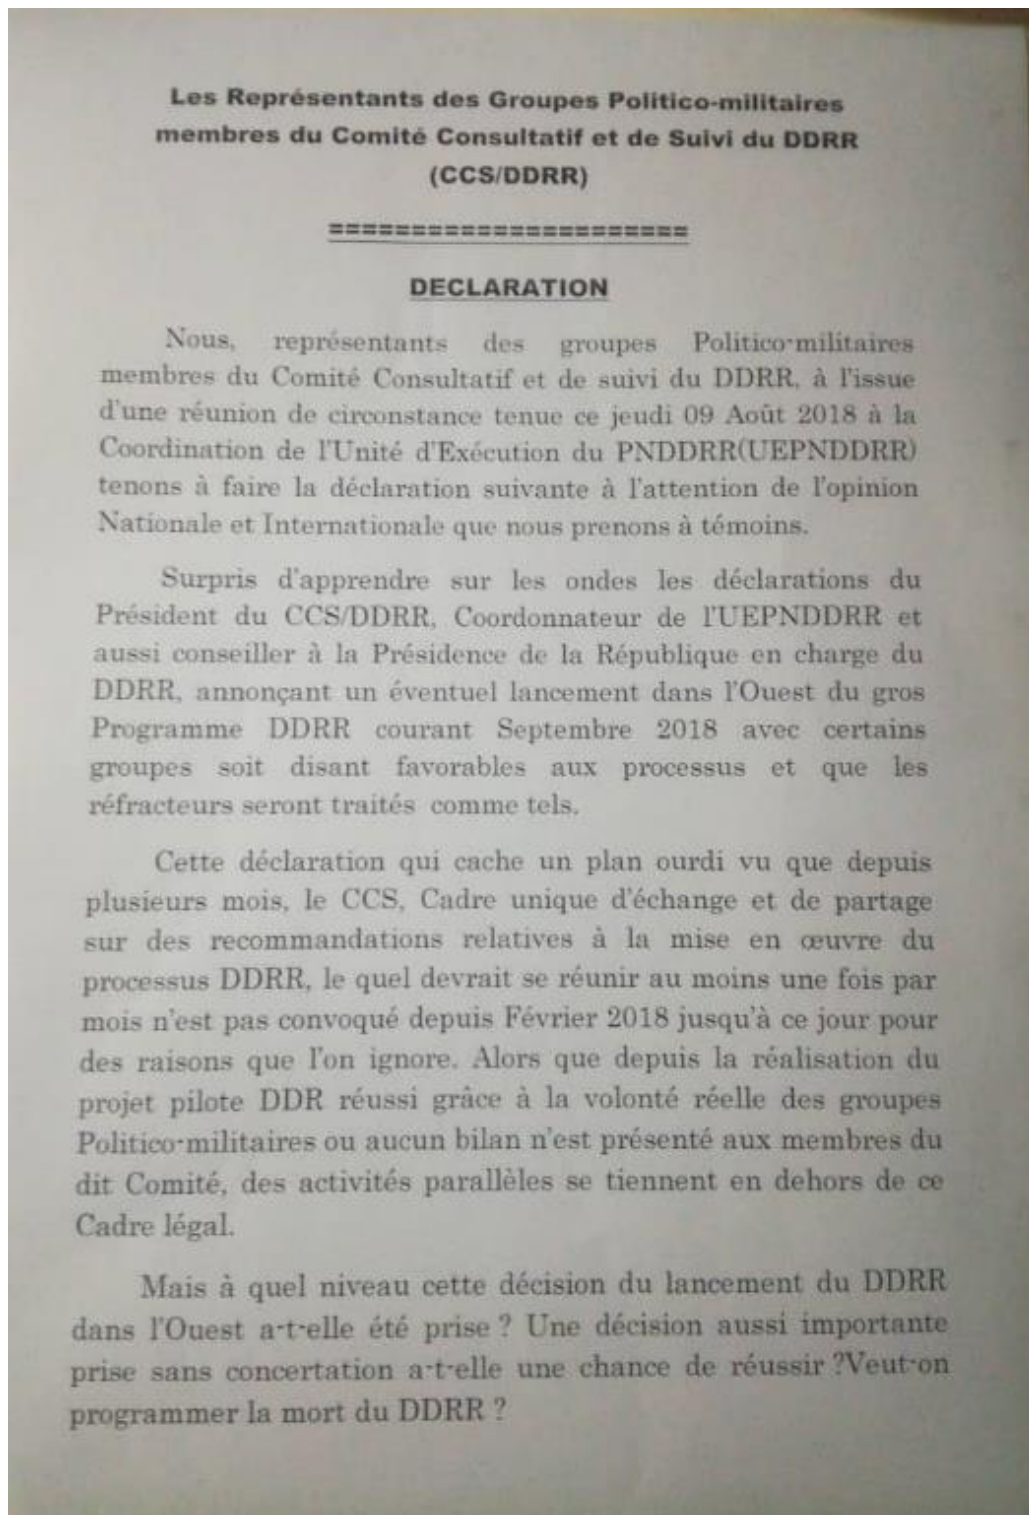 Les Représentants des Groupes Politico-militaires
membres du Comité Consultatif et de Suivi du DDRR
(CCS/DDRR)
======================
DECLARATION
Nous, représentants des groupes Politico-militaires
membres du Comité Consultatif et de suivi du DDRR, à l'issue
d'une réunion de circonstance tenue ce jeudi 09 Août 2018 à la
Coordination de l'Unité d'Exécution du PNDDRR(UEPNDDRR)
tenons à faire la déclaration suivante à l'attention de l'opinion
Nationale et Internationale que nous prenons à témoins.
Surpris d'apprendre sur les ondes les déclarations du
Président du CCS/DDRR, Coordonnateur de l'UEPNDDRR et
aussi conseiller à la Présidence de la République en charge du
DDRR, annonçant un éventuel lancement dans l'Ouest du gros
Programme DDRR courant Septembre 2018 avec certains
groupes soit disant favorables aux processus et que les
réfracteurs seront traités comme tels.
Cette déclaration qui cache un plan ourdi vu que depuis
plusieurs mois, le CCS, Cadre unique d'échange et de partage
sur des recommandations relatives à la mise en œuvre du
processus DDRR, le quel devrait se réunir au moins une fois par
mois n'est pas convoqué depuis Février 2018 jusqu'à ce jour pour
des raisons que l'on ignore. Alors que depuis la réalisation du
projet pilote DDR réussi grâce à la volonté réelle des groupes
Politico-militaires ou aucun bilan n'est présenté aux membres du
dit Comité, des activités parallèles se tiennent en dehors de ce
Cadre légal.
Mais à quel niveau cette décision du lancement du DDRR
dans l'Ouest a-t-elle été prise ? Une décision aussi importante
prise sans concertation a-t-elle une chance de réussir ?Veut-on
programmer la mort du DDRR ?